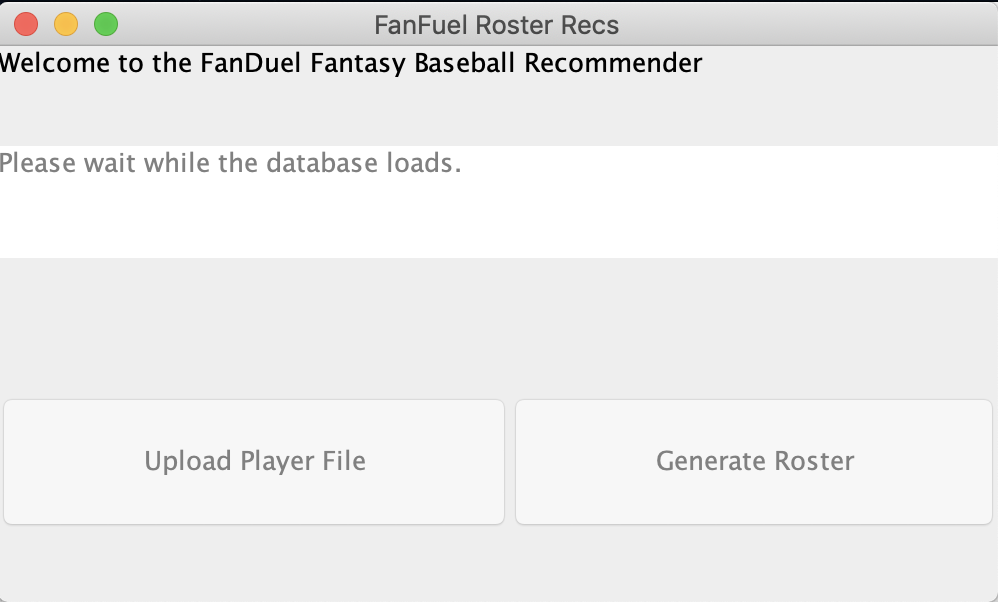 FanFuel Roster Recs
Welcome to the FanDuel Fantasy Baseball Recommender
Please wait while the database loads.
Upload Player File
Generate Roster